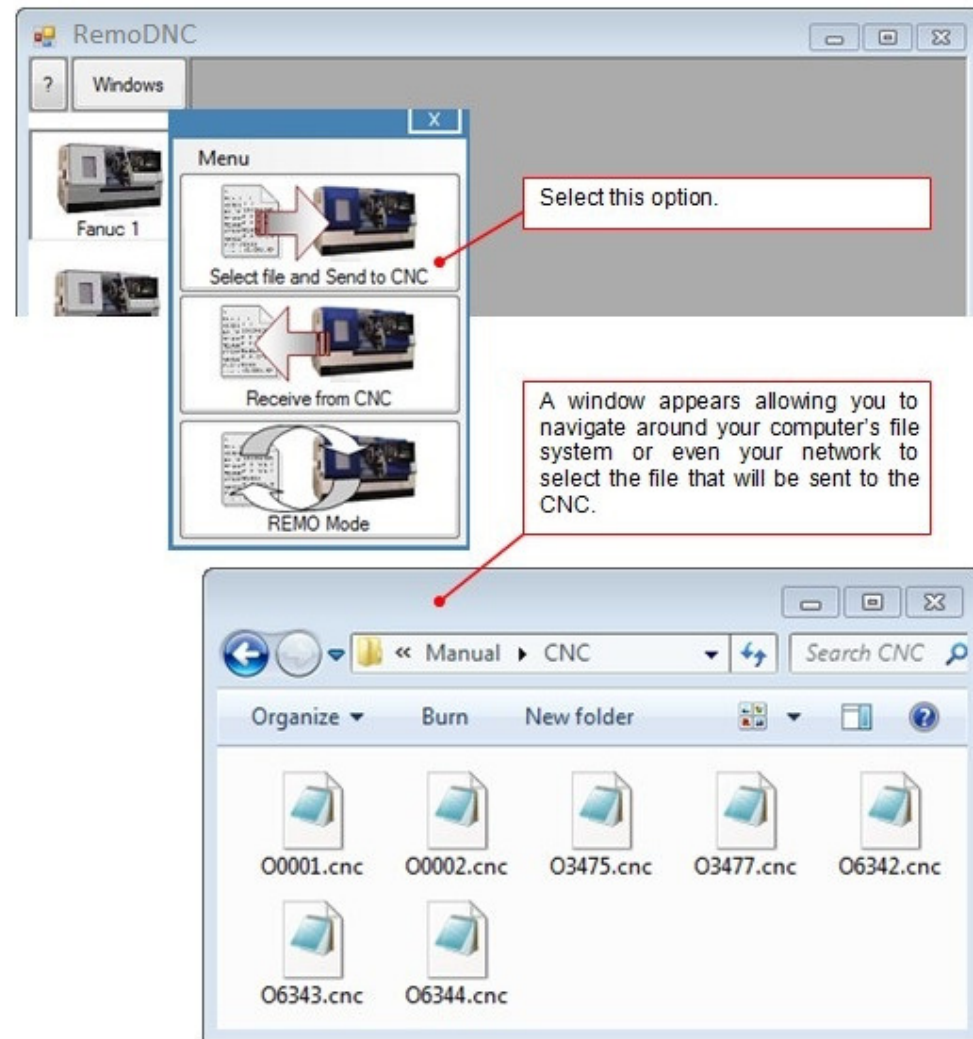 RemoDNC
? Windows
X
Menu
Fanuc 1
Select this option.
Select file and Send to CNC
Receive from CNC
A window appears allowing you to
navigate around your computer's file
system or even your network to
select the file that will be sent to the
CNC.
REMO Mode
« Manual CNC
Search CNC
Organize Burn New folder
?
O0001.cnc O0002.cnc O3475.cnc O3477.cnc O6342.cnc
O6343.cnc O6344.cnc